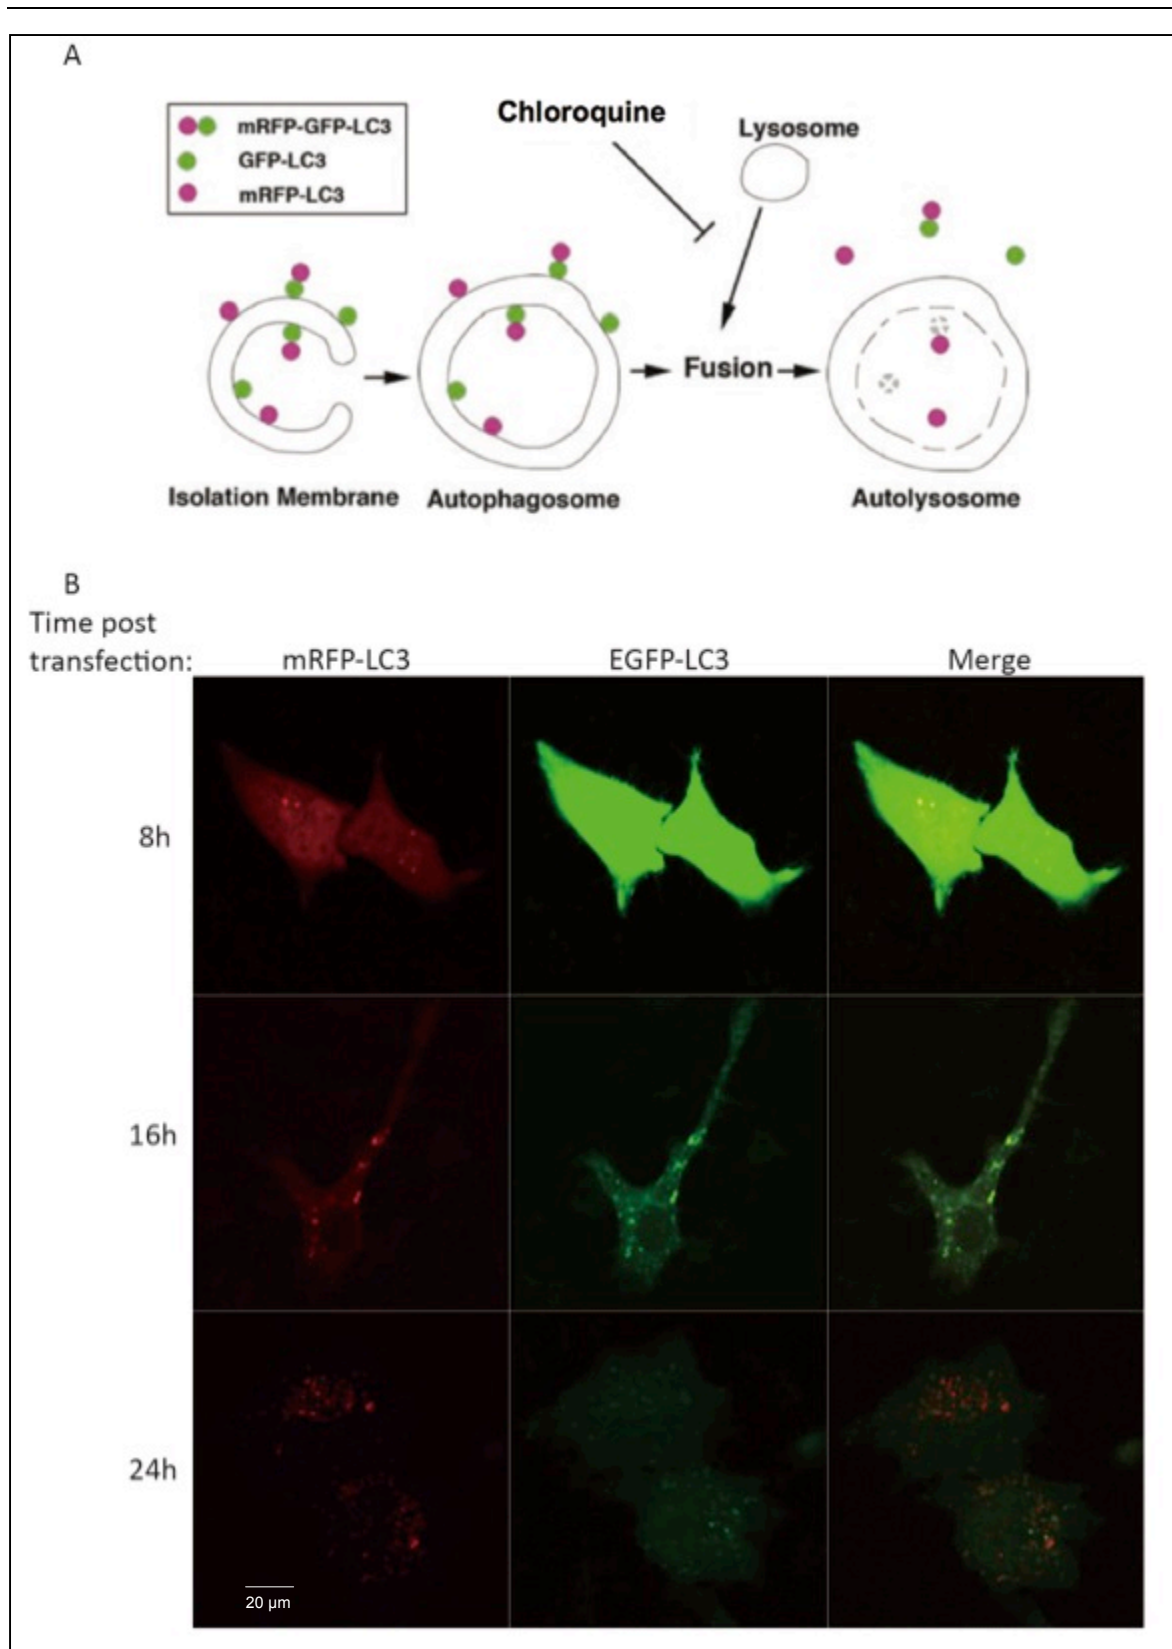 A
Chloroquine
Lysosome
mRFP-GFP-LC3
GFP-LC3
mRFP-LC3
Fusion
Isolation Membrane
Autophagosome
Autolysosome
B
Time post
transfection:
mRFP-LC3
EGFP-LC3
Merge
8h
16h
24h
20 µm